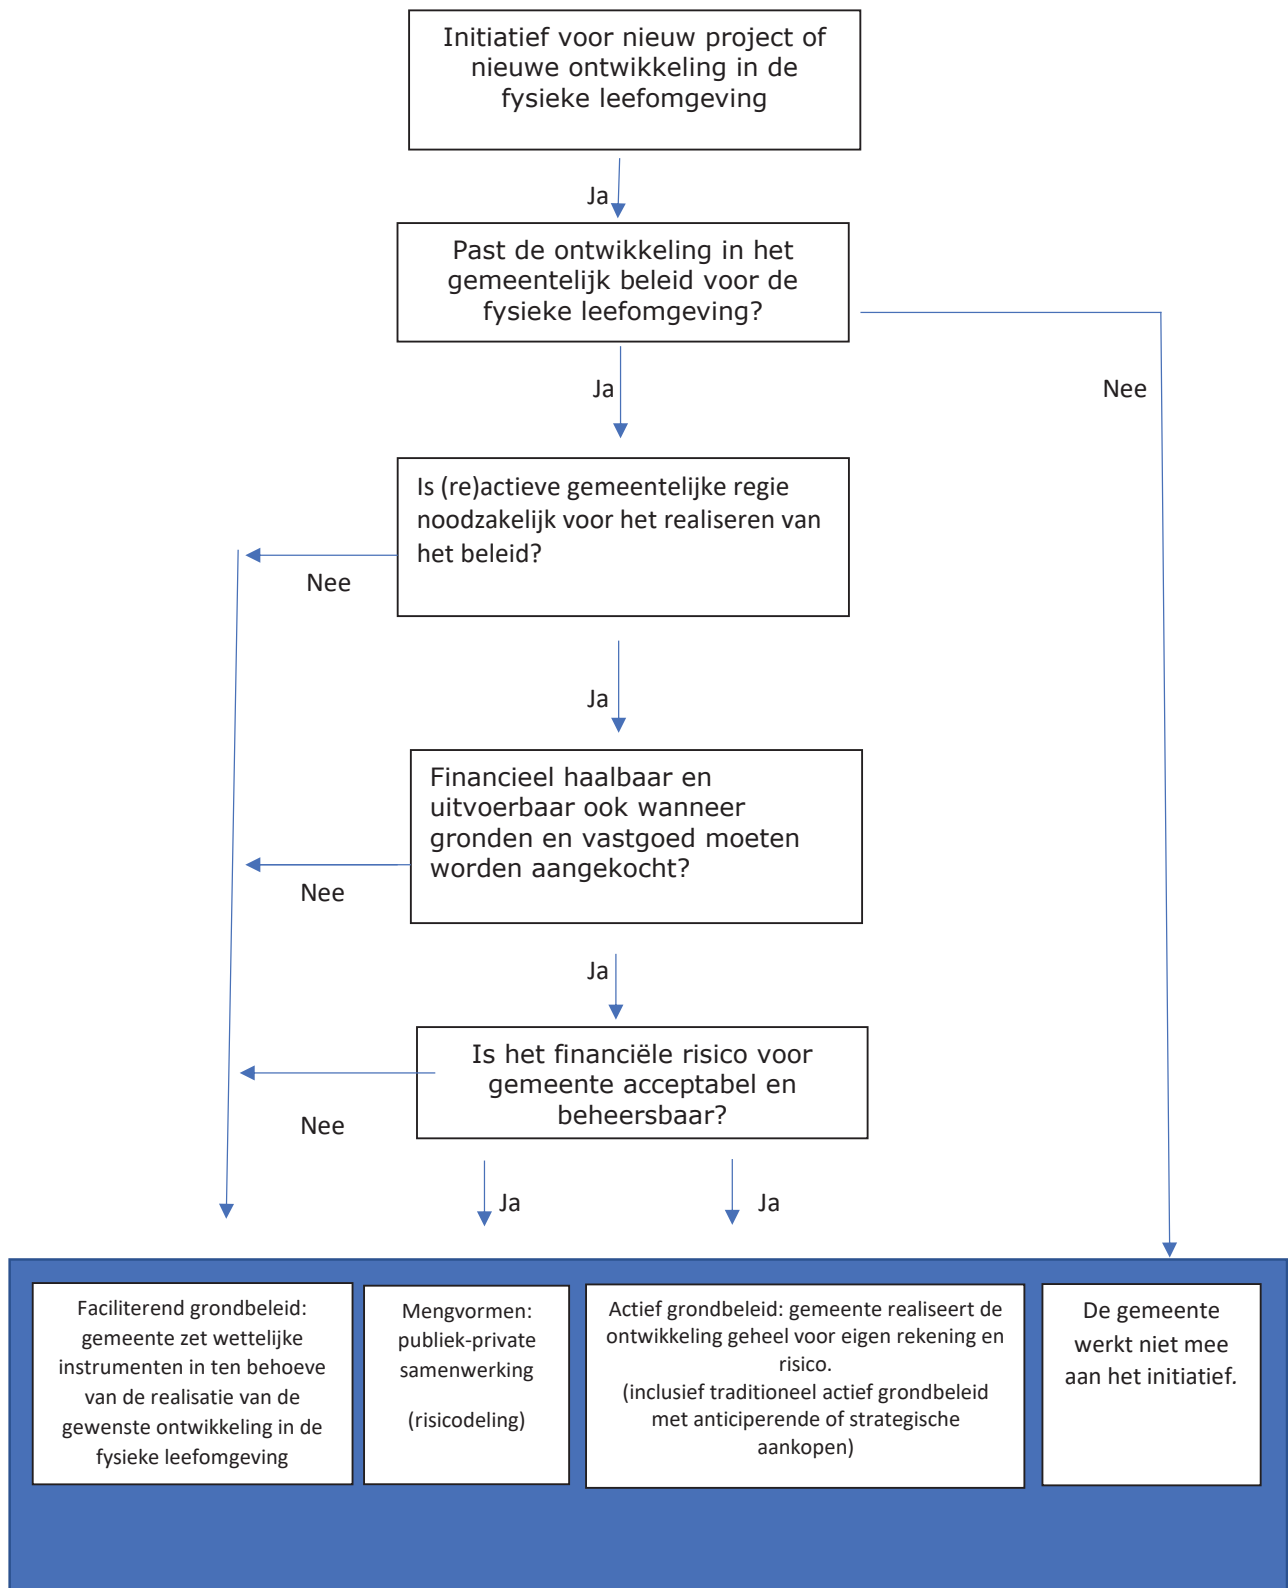 Initiatief voor nieuw project of
nieuwe ontwikkeling in de
fysieke leefomgeving
Ja
Past de ontwikkeling in het
gemeentelijk beleid voor de
fysieke leefomgeving?
Ja
Nee
Is (re)actieve gemeentelijke regie
noodzakelijk voor het realiseren van
het beleid?
Nee
Ja
Financieel haalbaar en
uitvoerbaar ook wanneer
gronden en vastgoed moeten
worden aangekocht?
Nee
Ja
Is het financiële risico voor
gemeente acceptabel en
beheersbaar?
Nee
Ja
Ja
Faciliterend grondbeleid:
gemeente zet wettelijke
instrumenten in ten behoeve
van de realisatie van de
gewenste ontwikkeling in de
fysieke leefomgeving
Mengvormen:
publiek-private
samenwerking
(risicodeling)
Actief grondbeleid: gemeente realiseert de
ontwikkeling geheel voor eigen rekening en
risico.
(inclusief traditioneel actief grondbeleid
met anticiperende of strategische
aankopen)
De gemeente
werkt niet mee
aan het initiatief.